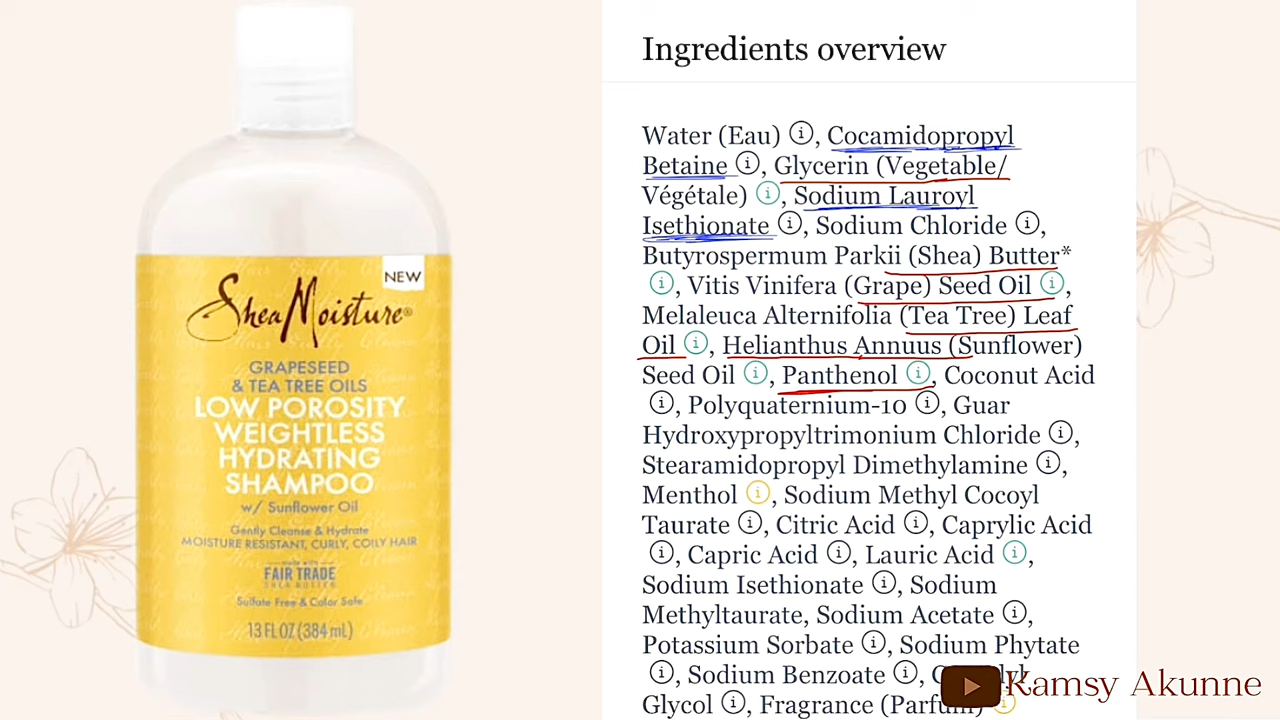 NEW
SheaMoisture®
GRAPESEED
& TEA TREE OILS
LOW POROSITY
WEIGHTLESS
HYDRATING
SHAMPOO
w/ Sunflower Oil
Gently Cleanse & Hydrate
MOISTURE RESISTANT, CURLY, COILY HAIR
made with
FAIR TRADE
SHEA BUTTER
Sulfate Free & Color Safe
13 FL OZ (384 mL)
Ingredients overview
Water (Eau) ⓘ, Cocamidopropyl
Betaine ⓘ, Glycerin (Vegetable/
Végétale) ⓘ, Sodium Lauroyl
Isethionate ⓘ, Sodium Chloride ⓘ,
Butyrospermum Parkii (Shea) Butter*
ⓘ, Vitis Vinifera (Grape) Seed Oil ⓘ,
Melaleuca Alternifolia (Tea Tree) Leaf
Oil ⓘ, Helianthus Annuus (Sunflower)
Seed Oil ⓘ, Panthenol ⓘ, Coconut Acid
ⓘ, Polyquaternium-10 ⓘ, Guar
Hydroxypropyltrimonium Chloride ⓘ,
Stearamidopropyl Dimethylamine ⓘ,
Menthol ⓘ, Sodium Methyl Cocoyl
Taurate ⓘ, Citric Acid ⓘ, Caprylic Acid
ⓘ, Capric Acid ⓘ, Lauric Acid ⓘ,
Sodium Isethionate ⓘ, Sodium
Methyltaurate, Sodium Acetate ⓘ,
Potassium Sorbate ⓘ, Sodium Phytate
ⓘ, Sodium Benzoate ⓘ,
Glycol ⓘ, Fragrance (Parfum) ⓘ
Kamsy Akunne